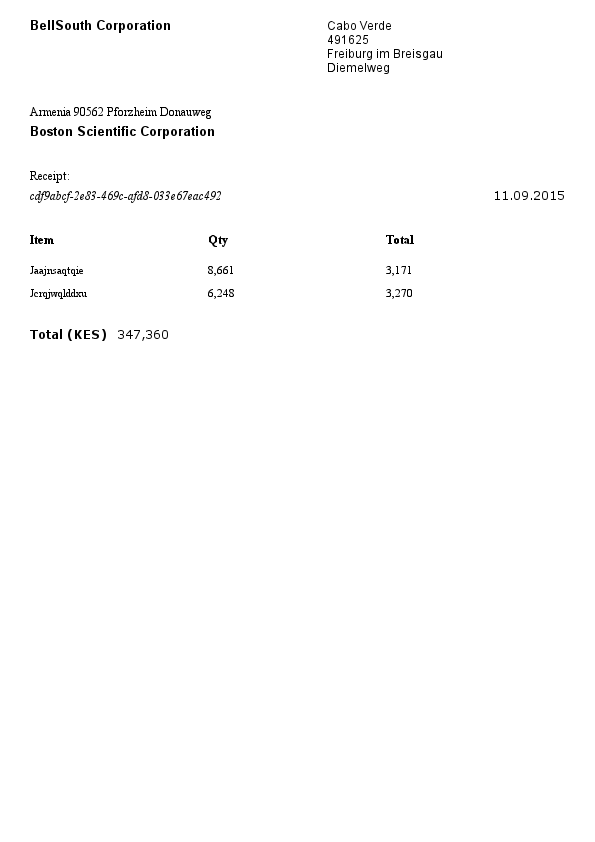 BellSouth Corporation
Cabo Verde
491625
Freiburg im Breisgau
Diemelweg
Armenia 90562 Pforzheim Donauweg
Boston Scientific Corporation
Receipt:
cdf9abcf-2e83-469c-afd8-033e67eac492 11.09.2015
Item Qty Total
Jaajnsaqtqie 8,661 3,171
Jcrqjwqlddxu 6,248 3,270
Total (KES) 347,360